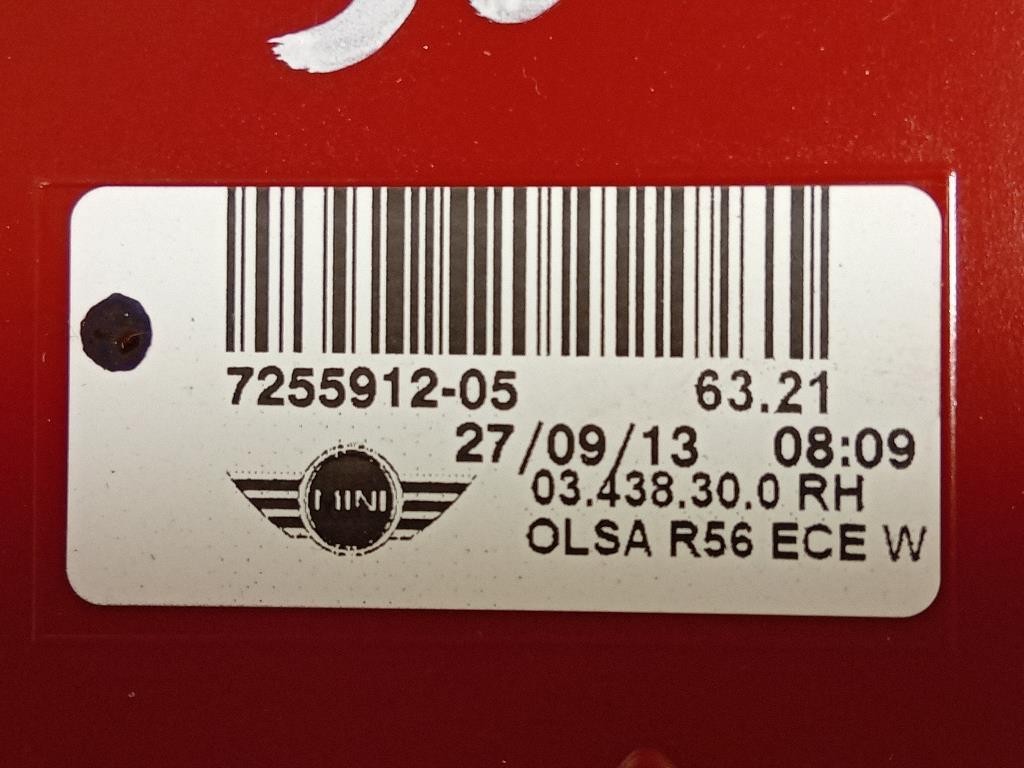 7255912-05 63.21
27/09/13 08:09
03.438.30.0 RH
MINI
OLSA R56 ECE W